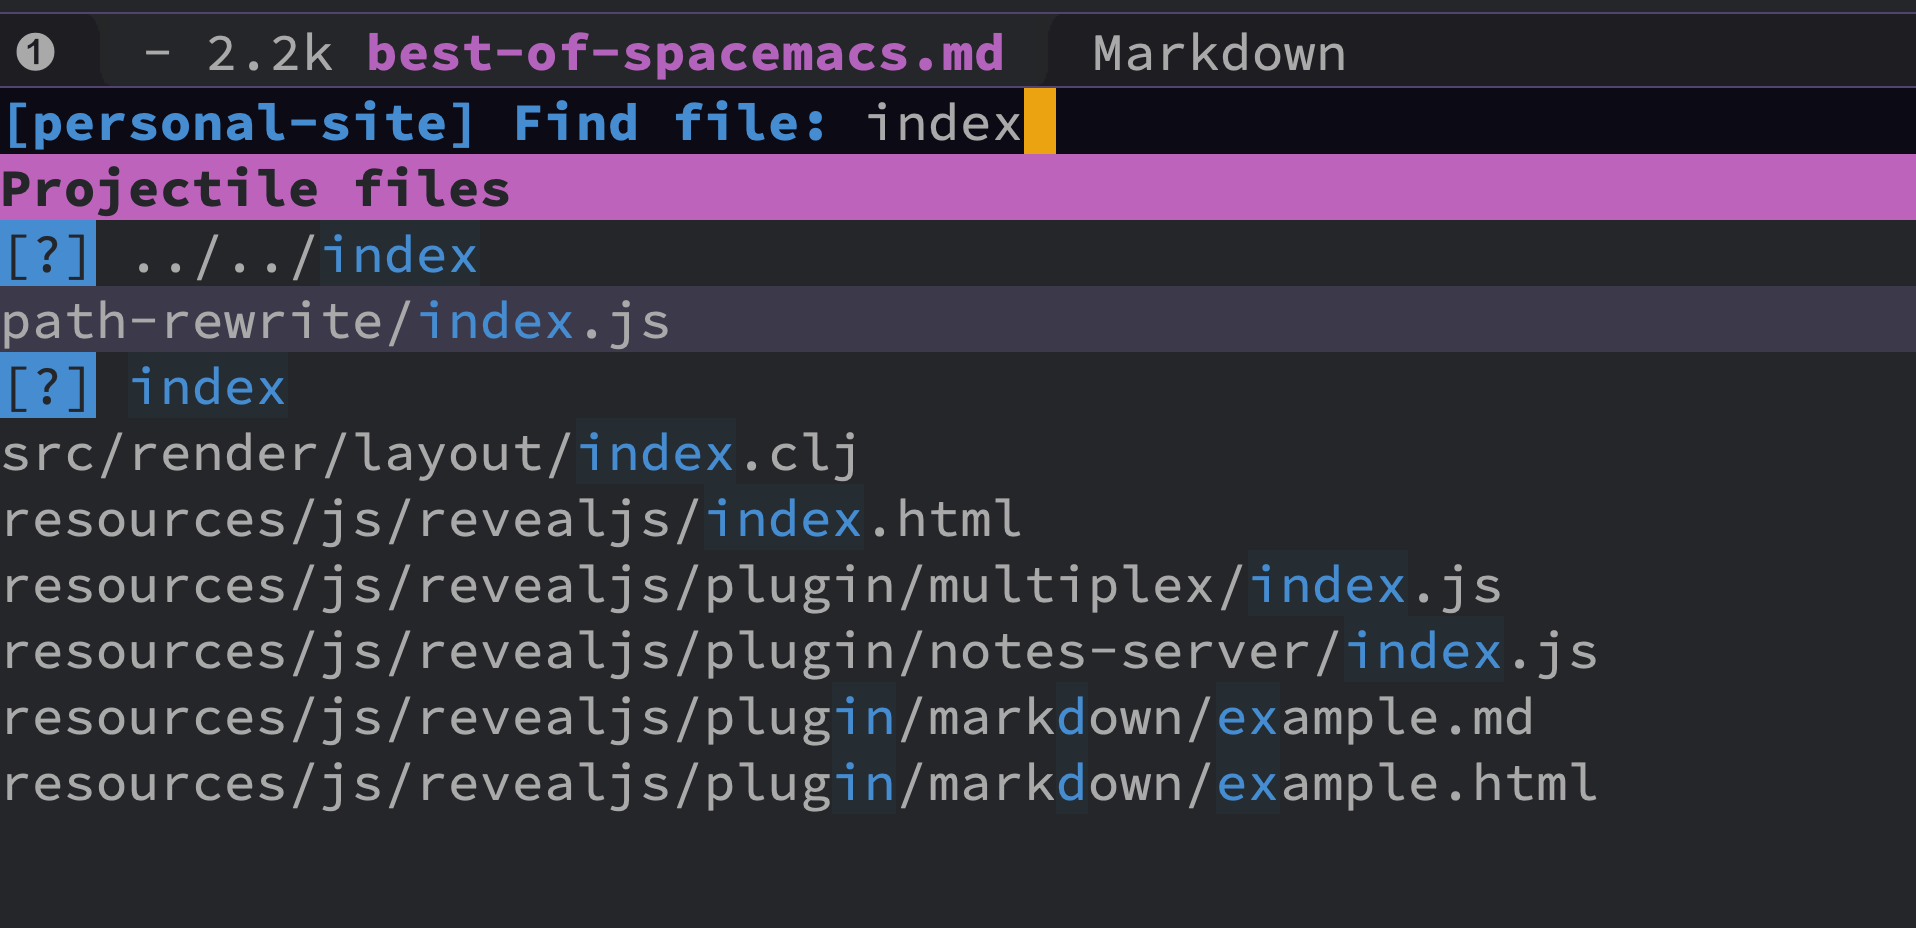 1 - 2.2k best-of-spacemacs.md Markdown
[personal-site] Find file: index
Projectile files
[?] ../../index
path-rewrite/index.js
[?] index
src/render/layout/index.clj
resources/js/revealjs/index.html
resources/js/revealjs/plugin/multiplex/index.js
resources/js/revealjs/plugin/notes-server/index.js
resources/js/revealjs/plugin/markdown/example.md
resources/js/revealjs/plugin/markdown/example.html